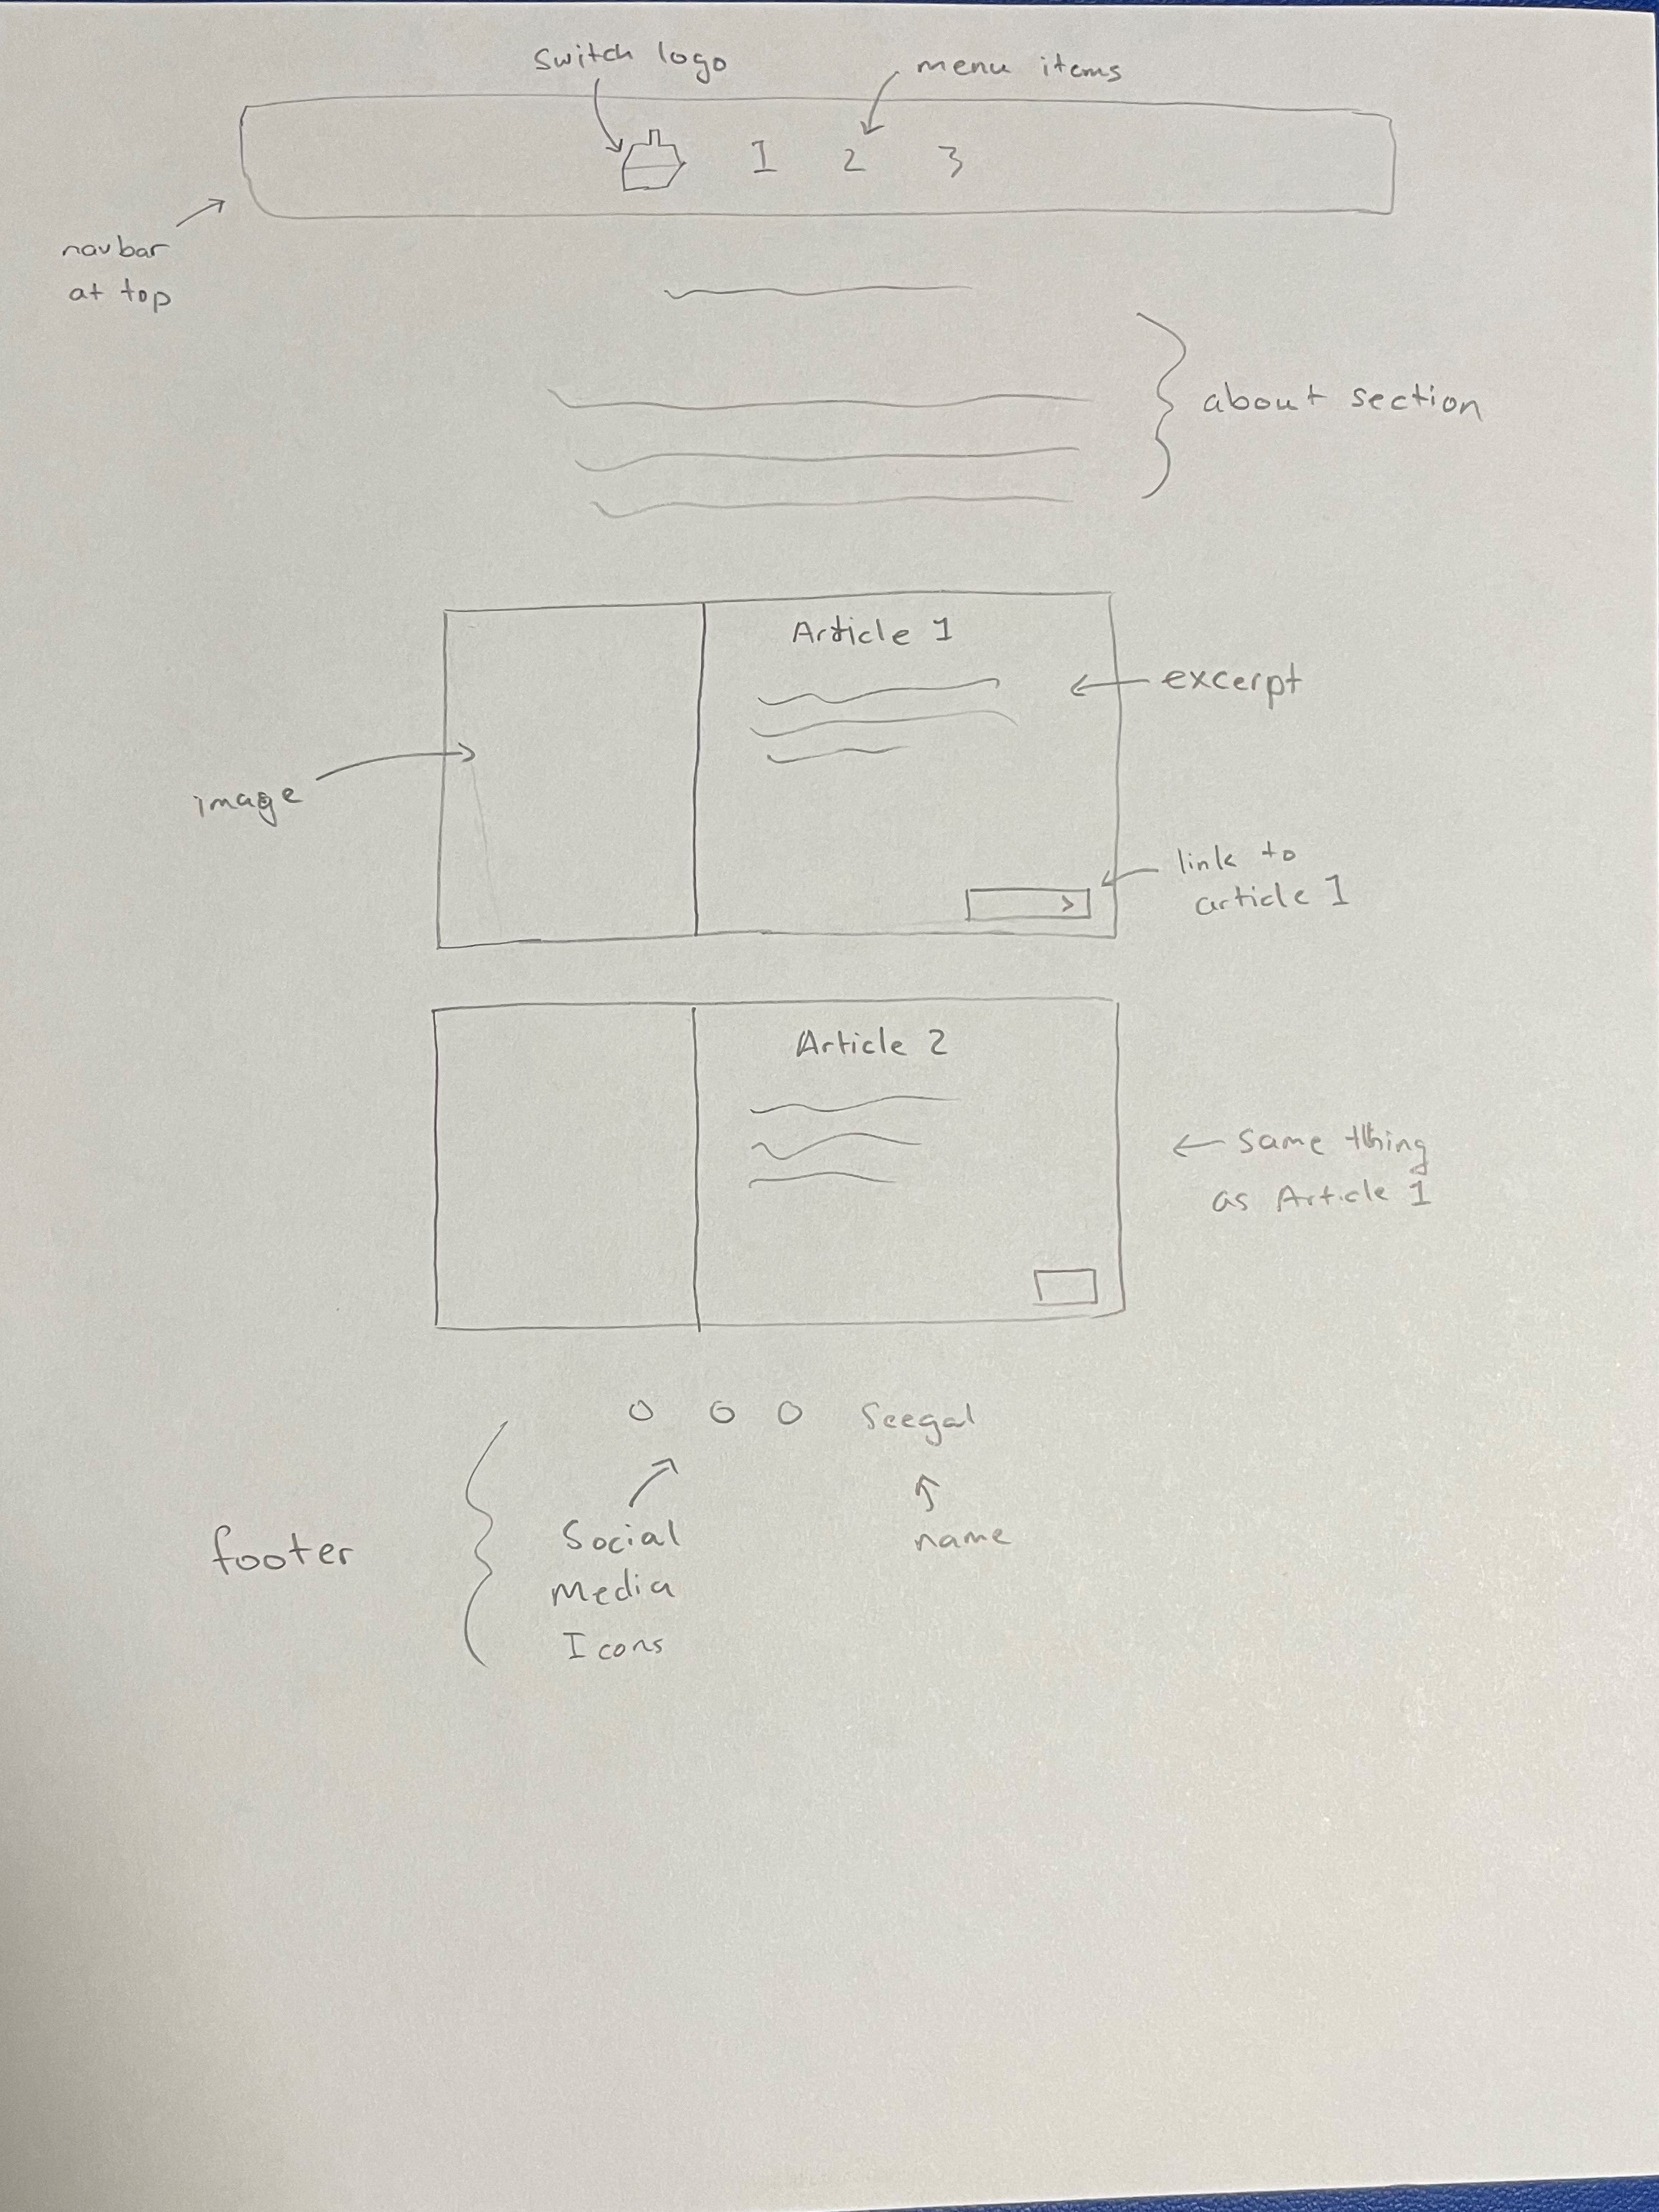 switch logo
menu items
1 2 3
navbar
at top
about section
Article 1
excerpt
image
link to
article 1
>
Article 2
same thing
as Article 1
Seegal
footer
Social
Media
Icons
name